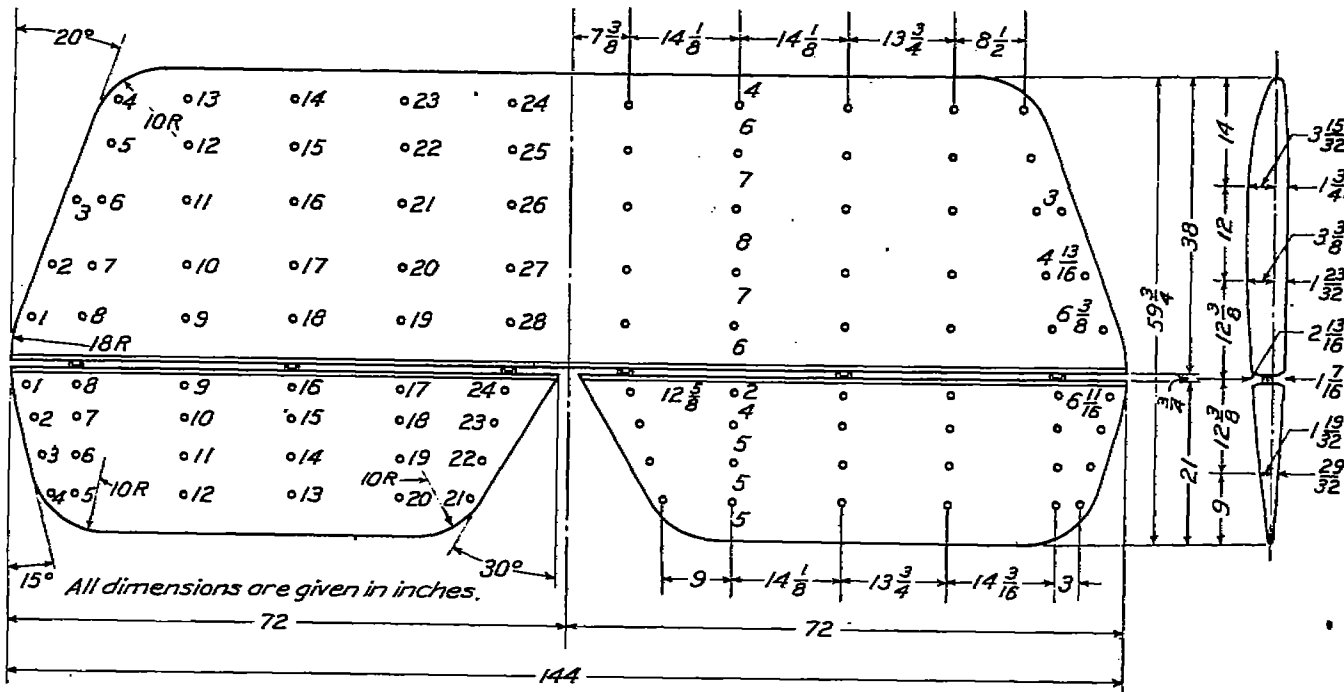 20° 7 3/8 14 1/8 14 1/8 13 3/4 8 1/2
4 13 14 23 24 4
10R 6
5 12 15 22 25 7
3 6 11 16 21 26 3
8
2 7 10 17 20 27 4 13/16
7
1 8 9 18 19 28 6 3/8
18R 6
1 8 9 16 17 24 12 5/8 2 6 11/16
2 7 10 15 18 23 4
5
3 6 11 14 19 22
5
4 5 10R 12 13 10R 20 21 5
15° 30° 9 14 1/8 13 3/4 14 3/16 3
All dimensions are given in inches.
72 72
144
59 3/4 38 3/4 21
14 12 12 3/8 12 3/8 9
3 15/32
1 3/4
3 3/8
1 23/32
2 13/16
1 7/16
1 19/32
29/32